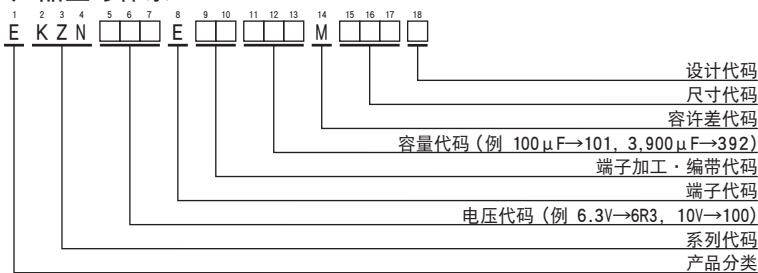 1 2 3 4 5 6 7 8 9 10 11 12 13 14 15 16 17 18
E KZN □□□ E □□ □□□ M □□□ □
设计代码
尺寸代码
容许差代码
容量代码 (例 100μF→101, 3,900μF→392)
端子加工・编带代码
端子代码
电压代码 (例 6.3V→6R3, 10V→100)
系列代码
产品分类